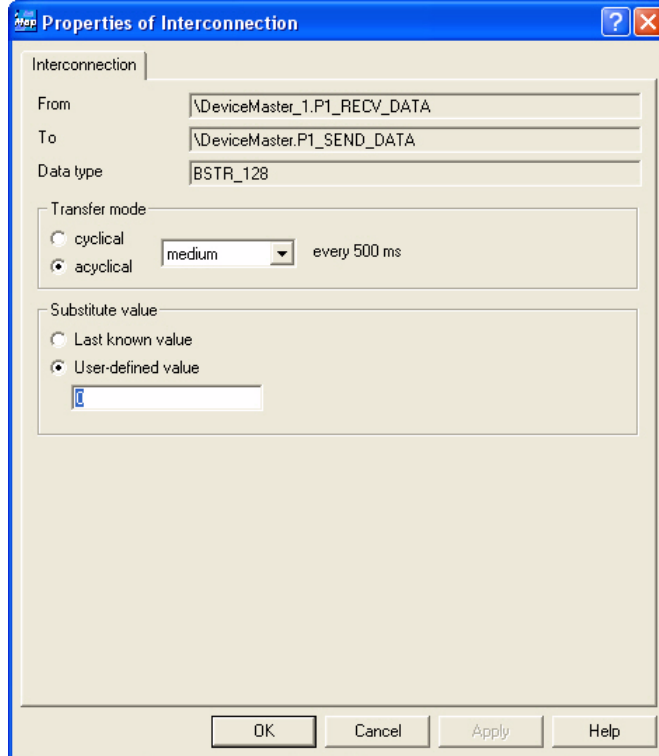 Properties of Interconnection
Interconnection
From \DeviceMaster_1.P1_RECV_DATA
To \DeviceMaster.P1_SEND_DATA
Data type BSTR_128
Transfer mode
cyclical
medium every 500 ms
acyclical
Substitute value
Last known value
User-defined value
0
OK Cancel Apply Help